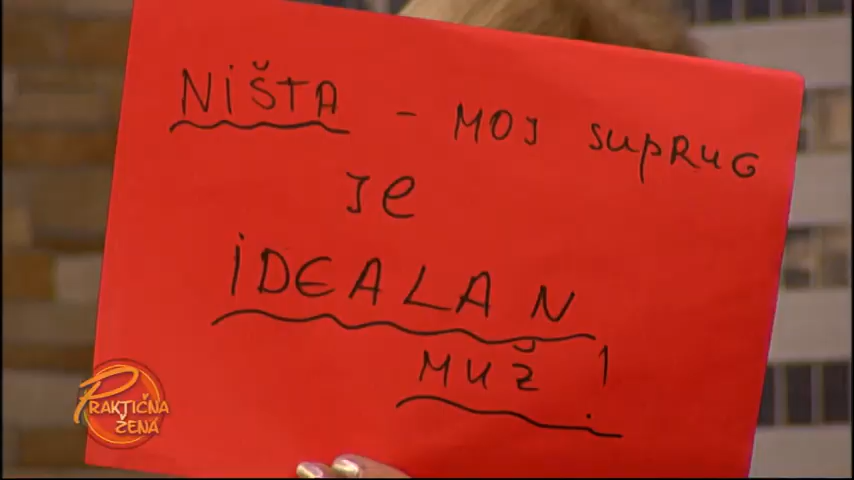 NIŠTA - MOJ SUPRUG
JE
IDEALAN
MUŽ!
PRAKTIČNA
ŽENA